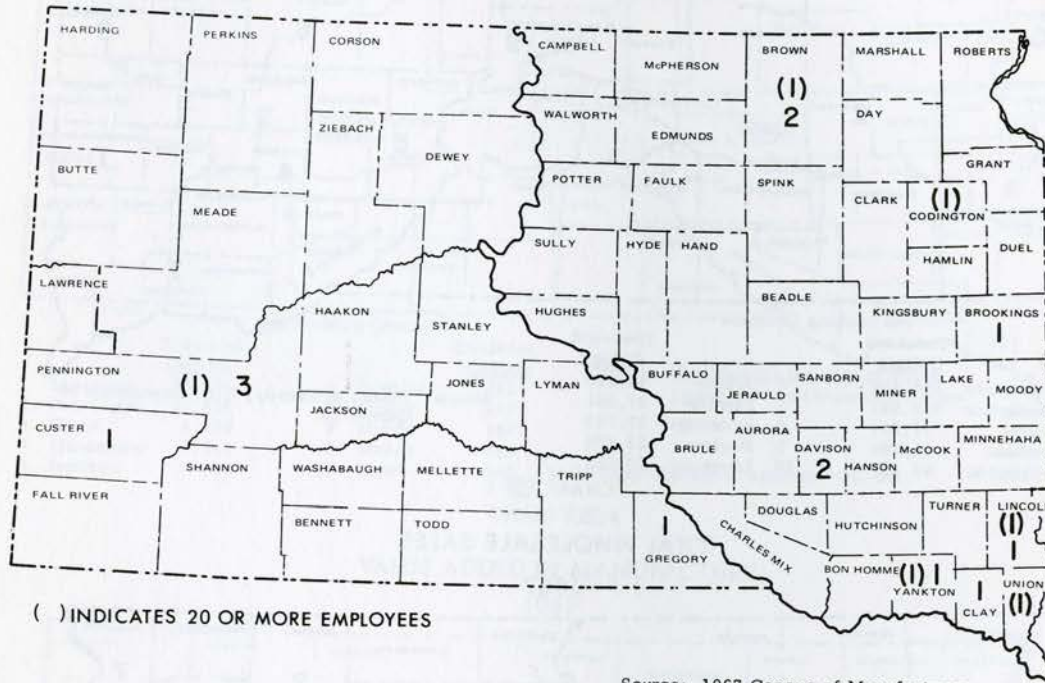 HARDING PERKINS CORSON CAMPBELL McPHERSON BROWN MARSHALL ROBERTS
(1)
2
WALWORTH DAY
ZIEBACH DEWEY EDMUNDS
GRANT
BUTTE POTTER FAULK SPINK
MEADE CLARK (1)
CODINGTON
SULLY HYDE HAND DUEL
HAMLIN
LAWRENCE BEADLE
HAAKON HUGHES KINGSBURY BROOKINGS
STANLEY 1
PENNINGTON (1) 3 BUFFALO SANBORN LAKE
JONES LYMAN JERAULD MINER MOODY
JACKSON
CUSTER 1 AURORA MINNEHAHA
BRULE DAVISON McCOOK
SHANNON WASHABAUGH MELLETTE 2 HANSON
TRIPP
FALL RIVER DOUGLAS TURNER LINCOL
BENNETT TODD 1 HUTCHINSON (1)
GREGORY CHARLES MIX 1
BON HOMME (1) 1
YANKTON 1 UNION
CLAY (1)
( ) INDICATES 20 OR MORE EMPLOYEES